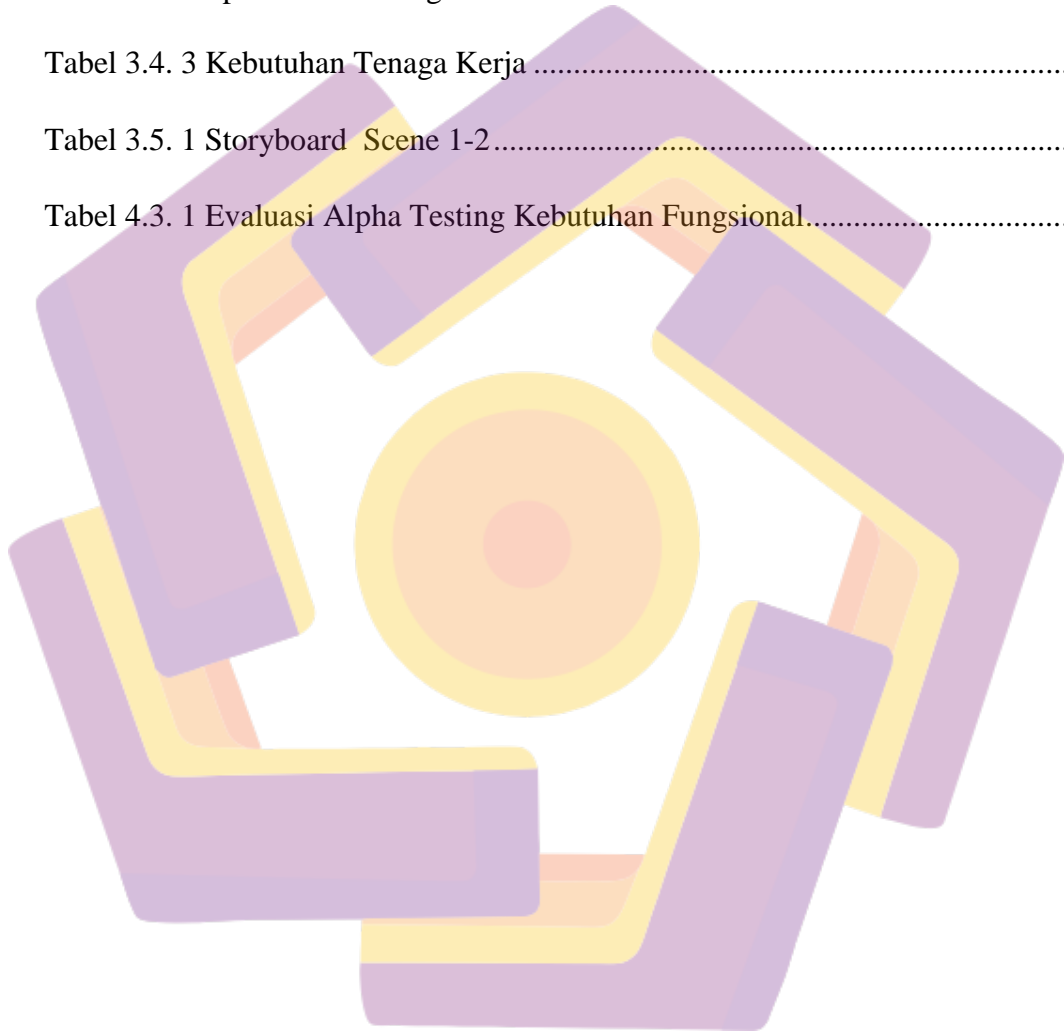 Tabel 3.4. 3 Kebutuhan Tenaga Kerja ......................................................................
Tabel 3.5. 1 Storyboard  Scene 1-2..........................................................................
Tabel 4.3. 1 Evaluasi Alpha Testing Kebutuhan Fungsional...................................